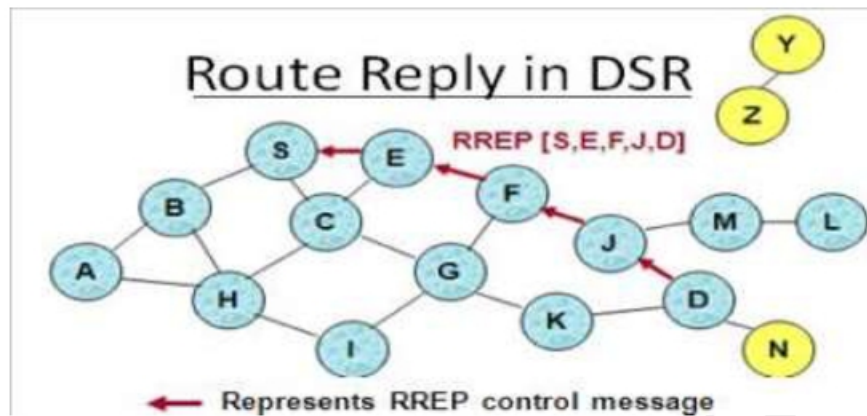 Route Reply in DSR
Y
Z
RREP [S,E,F,J,D]
S
E
F
B
C
J
M
L
A
H
G
K
D
I
N
Represents RREP control message